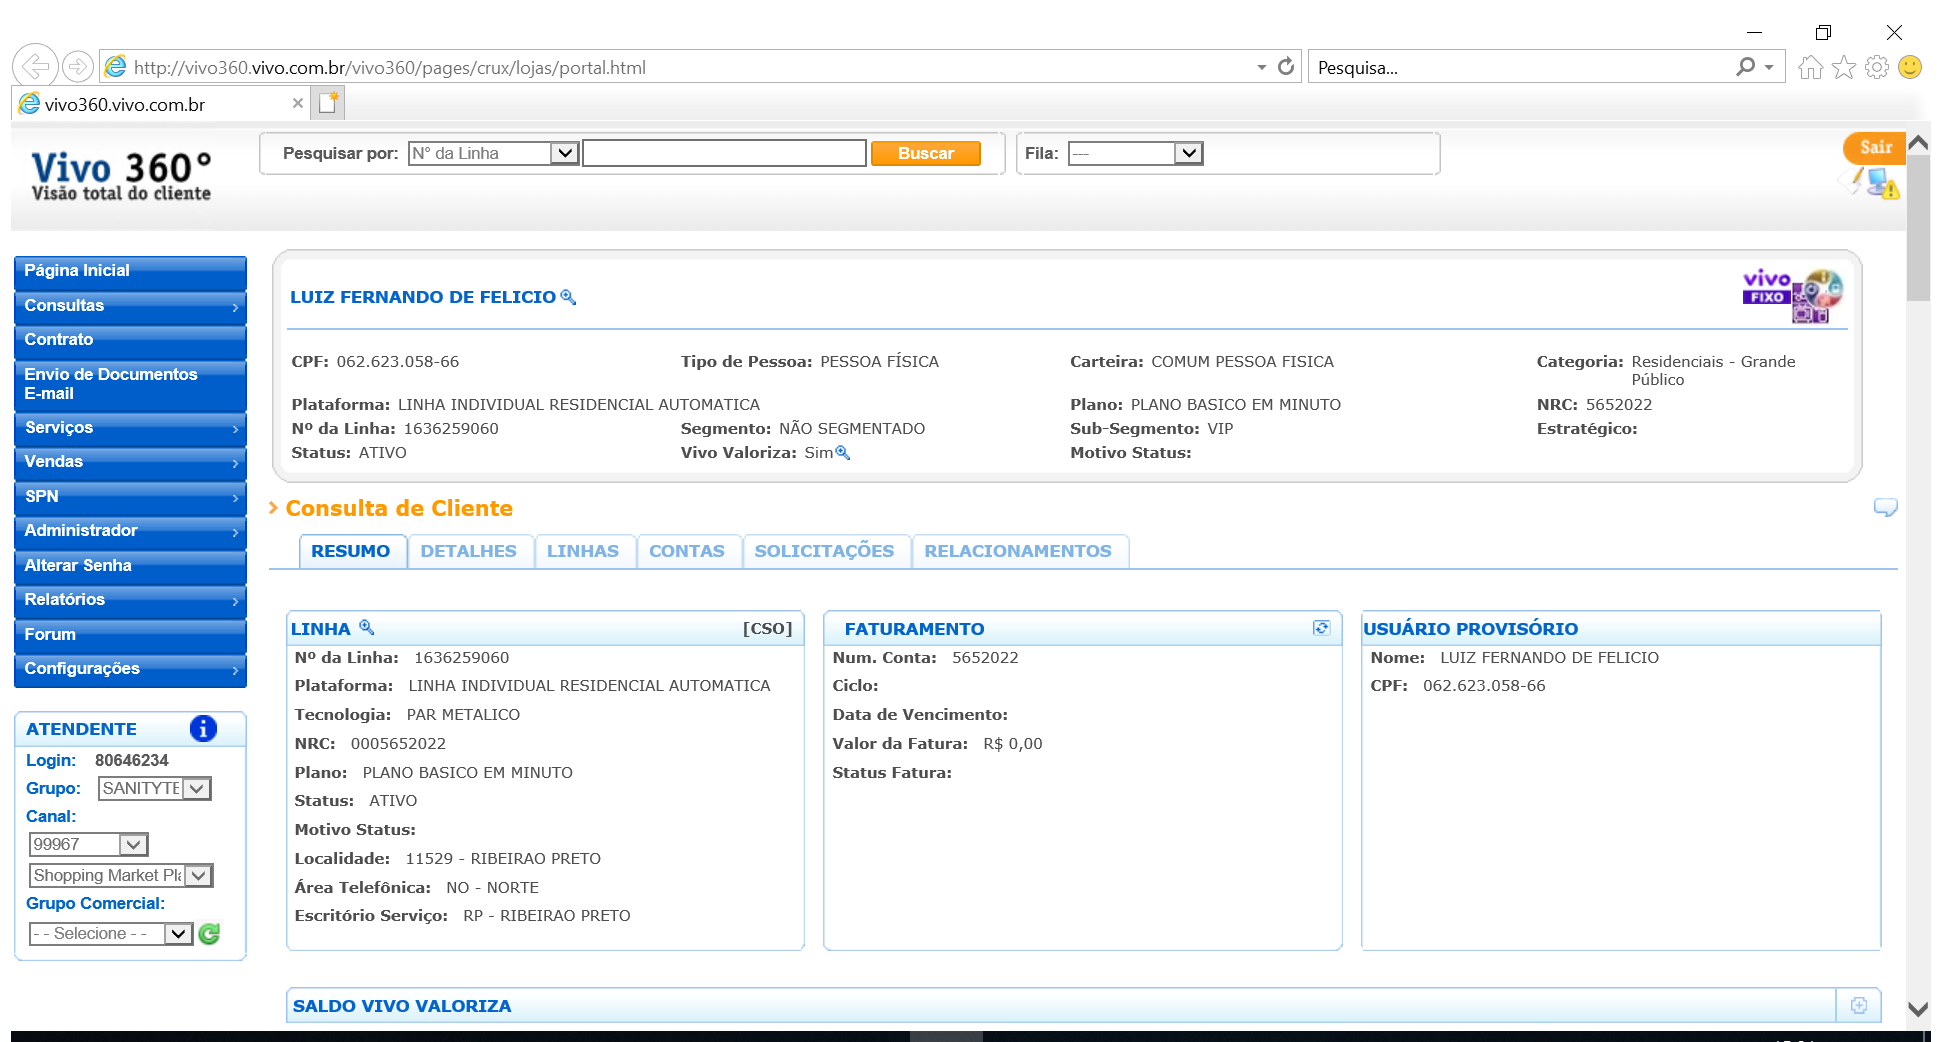 http://vivo360.vivo.com.br/vivo360/pages/crux/lojas/portal.html
Pesquisa...
vivo360.vivo.com.br
Vivo 360°
Visão total do cliente
Pesquisar por: N° da Linha Buscar Fila: ---
Sair
Página Inicial
Consultas
Contrato
Envio de Documentos
E-mail
Serviços
Vendas
SPN
Administrador
Alterar Senha
Relatórios
Forum
Configurações
ATENDENTE
Login: 80646234
Grupo: SANITYTE
Canal:
99967
Shopping Market Pla
Grupo Comercial:
- - Selecione - -
LUIZ FERNANDO DE FELICIO
vivo
FIXO
CPF: 062.623.058-66 Tipo de Pessoa: PESSOA FÍSICA Carteira: COMUM PESSOA FISICA Categoria: Residenciais - Grande
Público
Plataforma: LINHA INDIVIDUAL RESIDENCIAL AUTOMATICA Plano: PLANO BASICO EM MINUTO NRC: 5652022
Nº da Linha: 1636259060 Segmento: NÃO SEGMENTADO Sub-Segmento: VIP Estratégico:
Status: ATIVO Vivo Valoriza: Sim Motivo Status:
Consulta de Cliente
RESUMO DETALHES LINHAS CONTAS SOLICITAÇÕES RELACIONAMENTOS
LINHA [CSO]
Nº da Linha: 1636259060
Plataforma: LINHA INDIVIDUAL RESIDENCIAL AUTOMATICA
Tecnologia: PAR METALICO
NRC: 0005652022
Plano: PLANO BASICO EM MINUTO
Status: ATIVO
Motivo Status:
Localidade: 11529 - RIBEIRAO PRETO
Área Telefônica: NO - NORTE
Escritório Serviço: RP - RIBEIRAO PRETO
FATURAMENTO
Num. Conta: 5652022
Ciclo:
Data de Vencimento:
Valor da Fatura: R$ 0,00
Status Fatura:
USUÁRIO PROVISÓRIO
Nome: LUIZ FERNANDO DE FELICIO
CPF: 062.623.058-66
SALDO VIVO VALORIZA